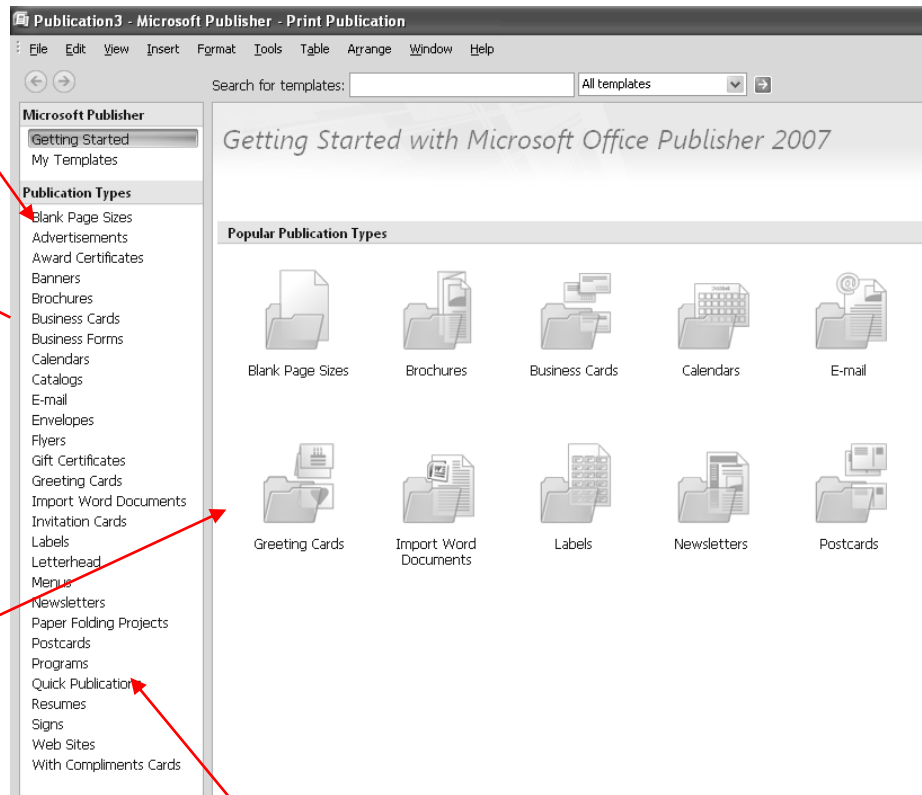 Publication3 - Microsoft Publisher - Print Publication
File Edit View Insert Format Tools Table Arrange Window Help
Search for templates: All templates
Microsoft Publisher
Getting Started
My Templates
Publication Types
Blank Page Sizes
Advertisements
Award Certificates
Banners
Brochures
Business Cards
Business Forms
Calendars
Catalogs
E-mail
Envelopes
Flyers
Gift Certificates
Greeting Cards
Import Word Documents
Invitation Cards
Labels
Letterhead
Menus
Newsletters
Paper Folding Projects
Postcards
Programs
Quick Publications
Resumes
Signs
Web Sites
With Compliments Cards
Getting Started with Microsoft Office Publisher 2007
Popular Publication Types
Blank Page Sizes Brochures Business Cards Calendars E-mail
Greeting Cards Import Word Documents Labels Newsletters Postcards